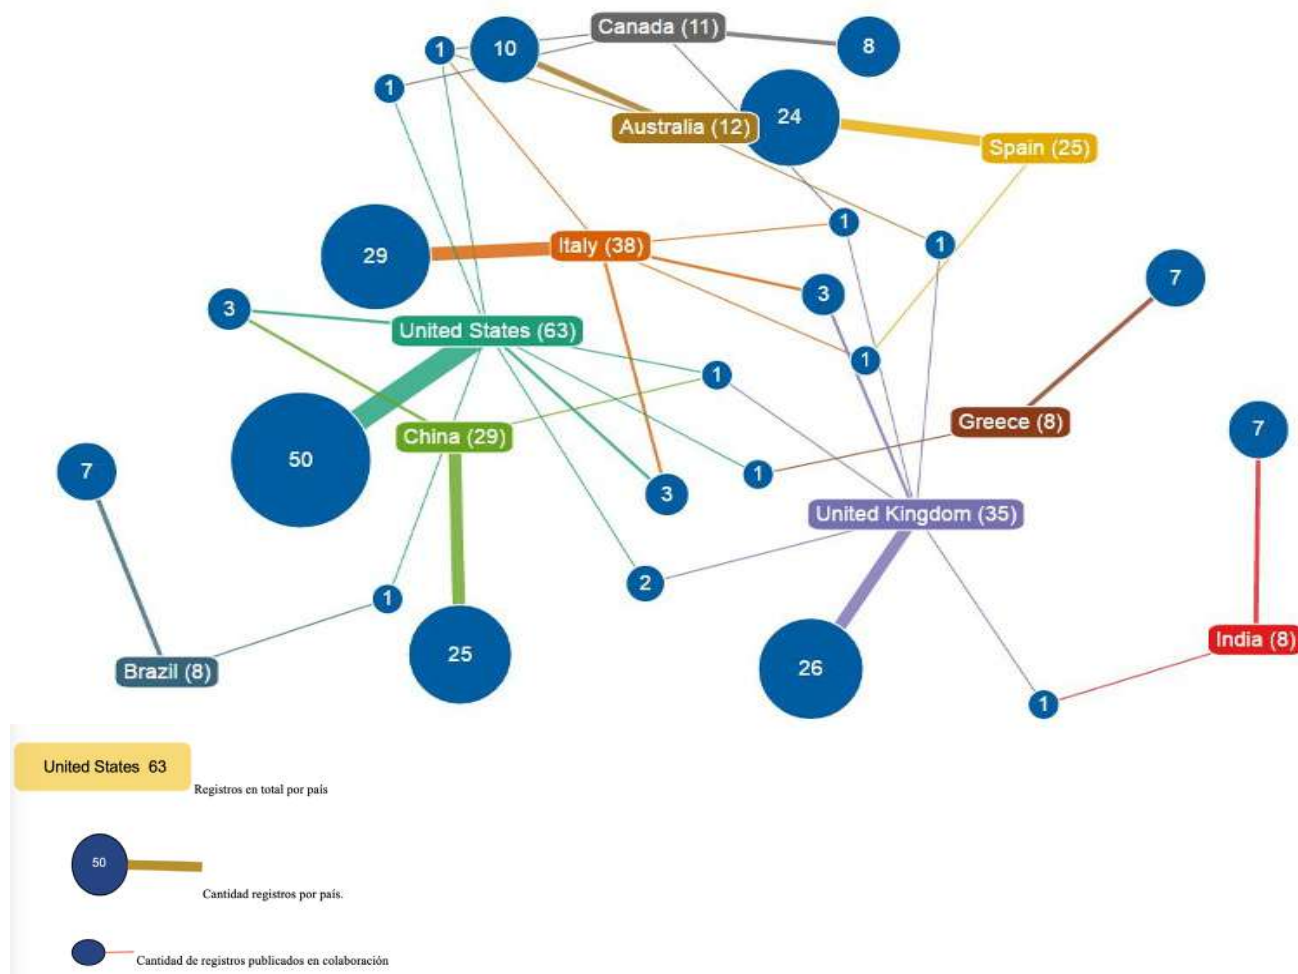 Canada (11)
8
1
10
1
24
Australia (12)
Spain (25)
1
1
Italy (38)
29
7
3
3
United States (63)
1
1
Greece (8)
7
China (29)
50
7
1
3
United Kingdom (35)
2
1
25
26
India (8)
Brazil (8)
1
United States 63
Registros en total por país
50
Cantidad registros por país.
Cantidad de registros publicados en colaboración